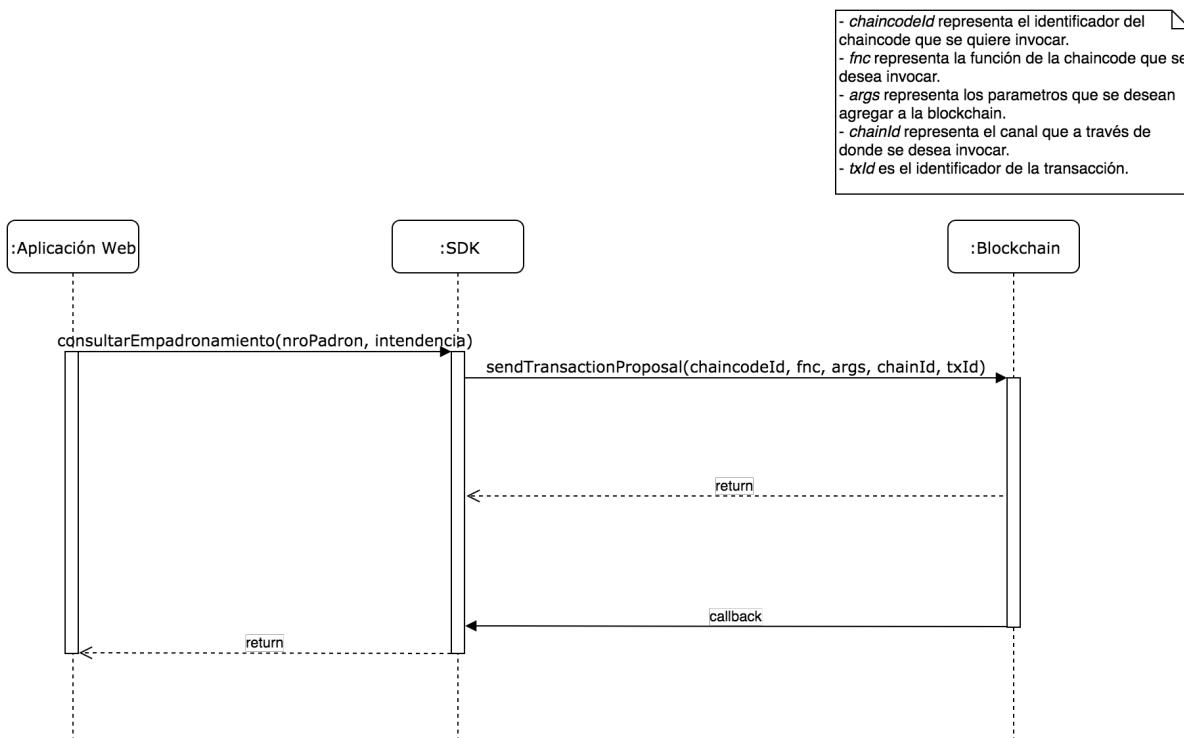 - chaincodeId representa el identificador del
chaincode que se quiere invocar.
- fnc representa la función de la chaincode que se
desea invocar.
- args representa los parametros que se desean
agregar a la blockchain.
- chainId representa el canal que a través de
donde se desea invocar.
- txId es el identificador de la transacción.
:Aplicación Web
:SDK
:Blockchain
consultarEmpadronamiento(nroPadron, intendencia)
sendTransactionProposal(chaincodeId, fnc, args, chainId, txId)
return
callback
return